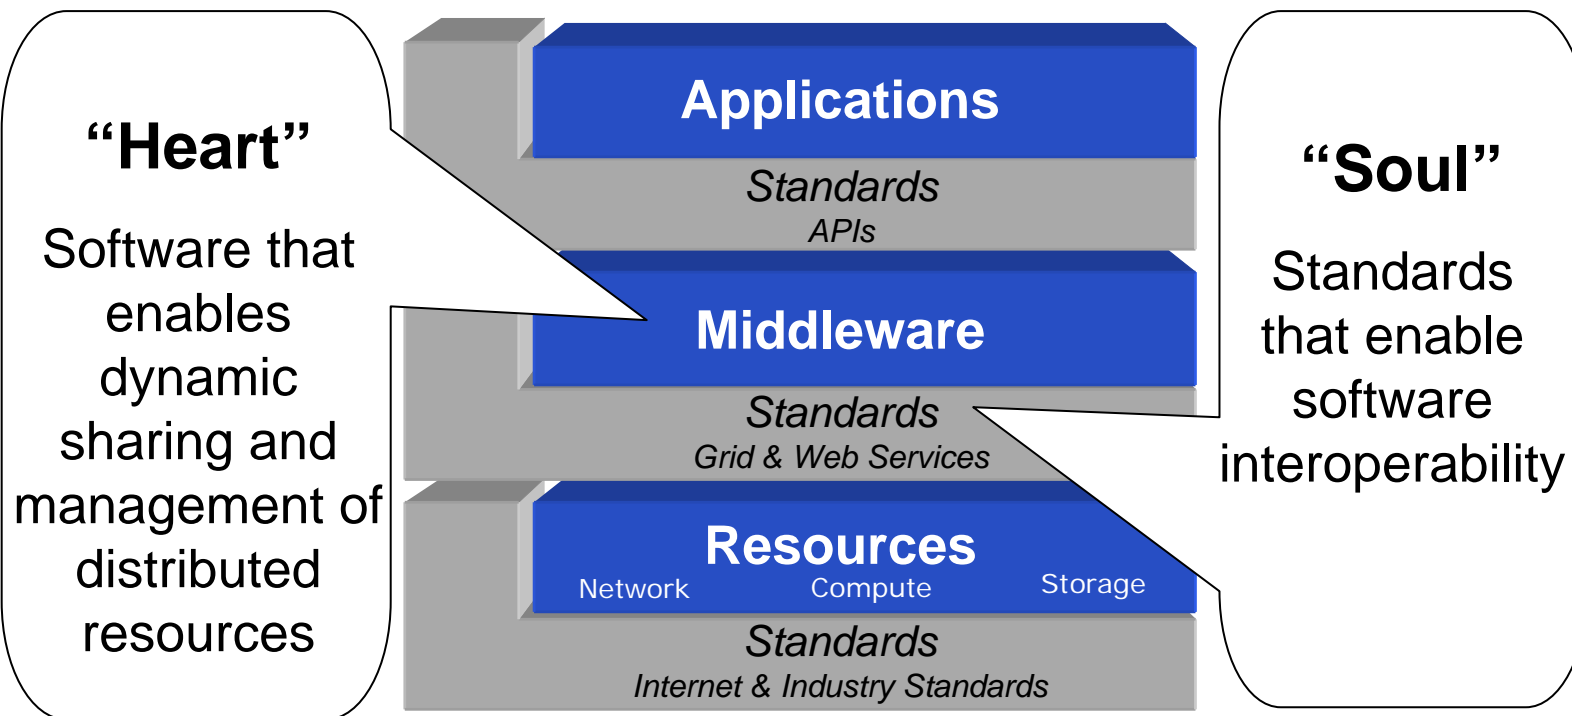 “Heart”
Software that
enables
dynamic
sharing and
management of
distributed
resources
Applications
Standards
APIs
Middleware
Standards
Grid & Web Services
Resources
Network Compute Storage
Standards
Internet & Industry Standards
“Soul”
Standards
that enable
software
interoperability